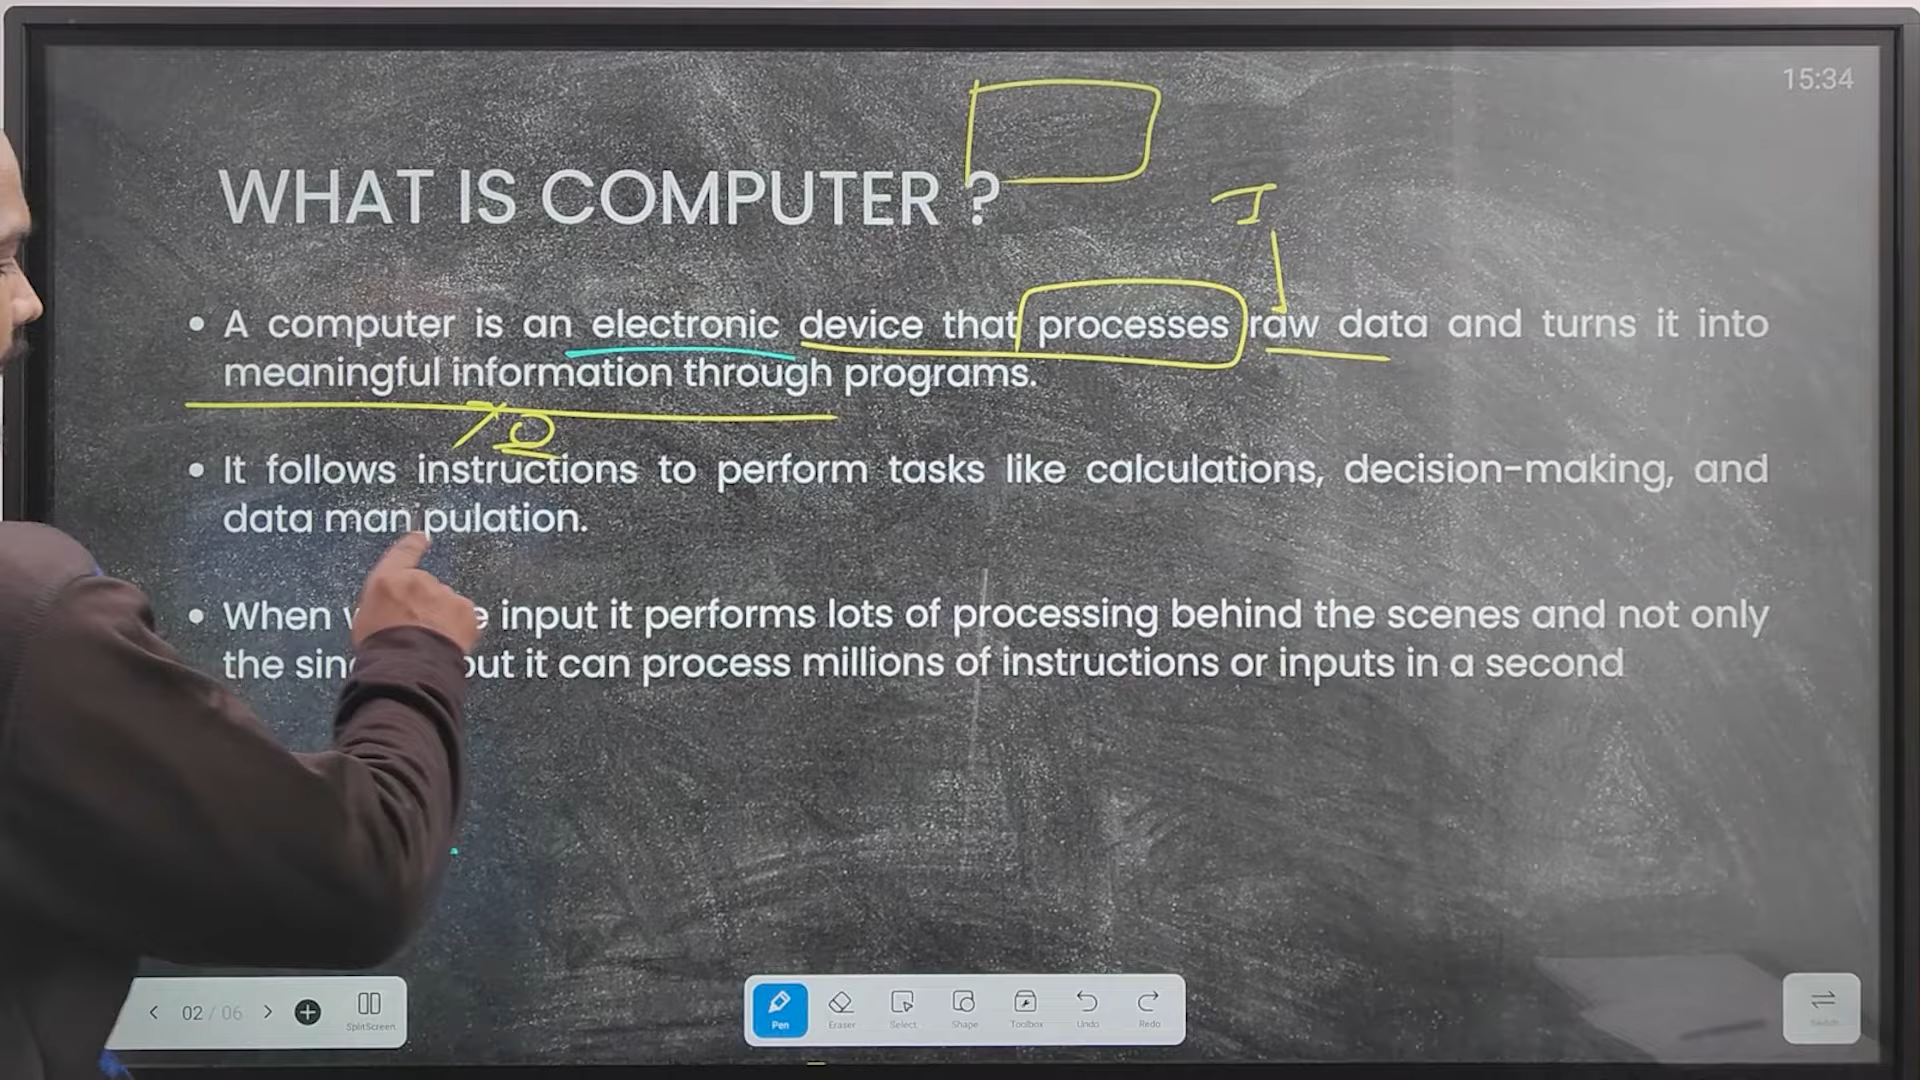 15:34
WHAT IS COMPUTER ?
I
• A computer is an electronic device that processes raw data and turns it into
meaningful information through programs.
O
• It follows instructions to perform tasks like calculations, decision-making, and
data man pulation.
• When input it performs lots of processing behind the scenes and not only
the but it can process millions of instructions or inputs in a second
02 / 06
SplitScreen
Pen
Eraser
Select
Shape
Toolbox
Undo
Redo
Switch